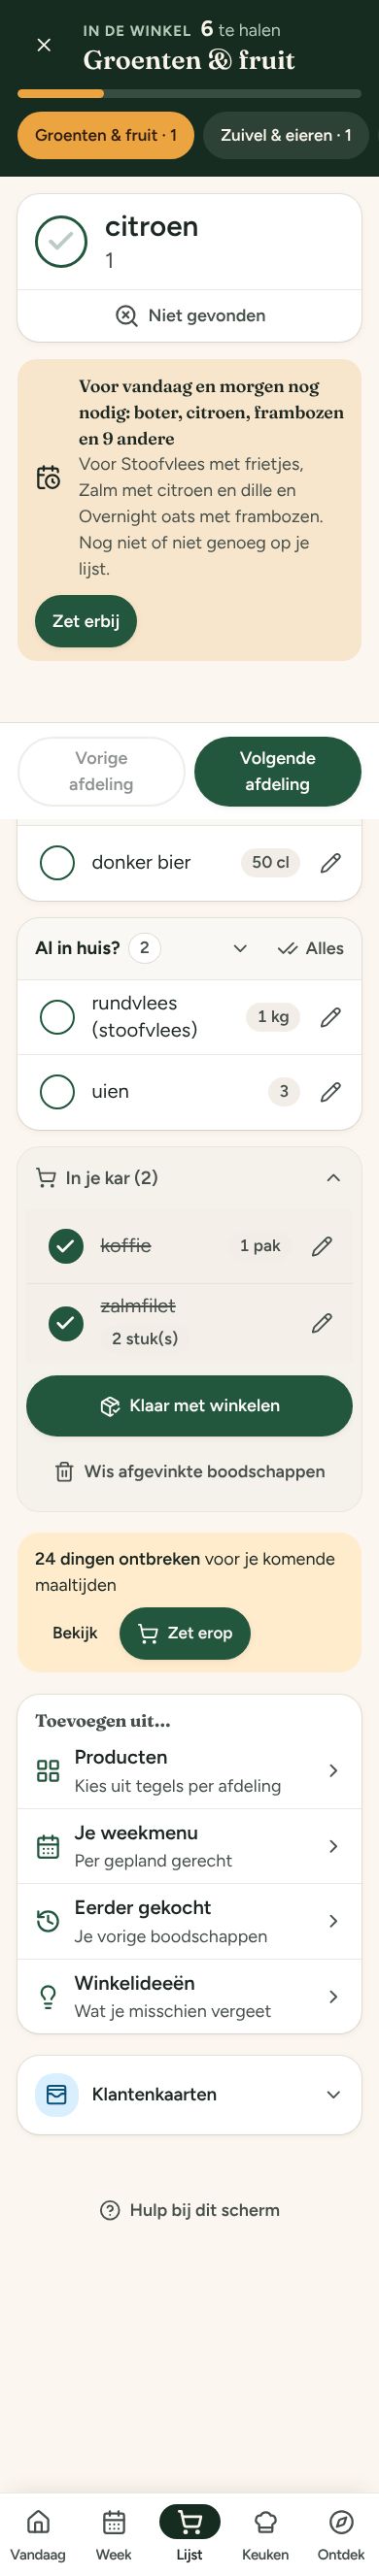 IN DE WINKEL 6 te halen
Groenten & fruit
Groenten & fruit · 1
Zuivel & eieren · 1
citroen
1
Niet gevonden
Voor vandaag en morgen nog
nodig: boter, citroen, frambozen
en 9 andere
Voor Stoofvlees met frietjes,
Zalm met citroen en dille en
Overnight oats met frambozen.
Nog niet of niet genoeg op je
lijst.
Zet erbij
Vorige
afdeling
Volgende
afdeling
donker bier 50 cl
Al in huis? 2 Alles
rundvlees
(stoofvlees)
1 kg
uien 3
In je kar (2)
koffie 1 pak
zalmfilet
2 stuk(s)
Klaar met winkelen
Wis afgevinkte boodschappen
24 dingen ontbreken voor je komende
maaltijden
Bekijk
Zet erop
Toevoegen uit...
Producten
Kies uit tegels per afdeling
Je weekmenu
Per gepland gerecht
Eerder gekocht
Je vorige boodschappen
Winkelideeën
Wat je misschien vergeet
Klantenkaarten
Hulp bij dit scherm
Vandaag Week Lijst Keuken Ontdek